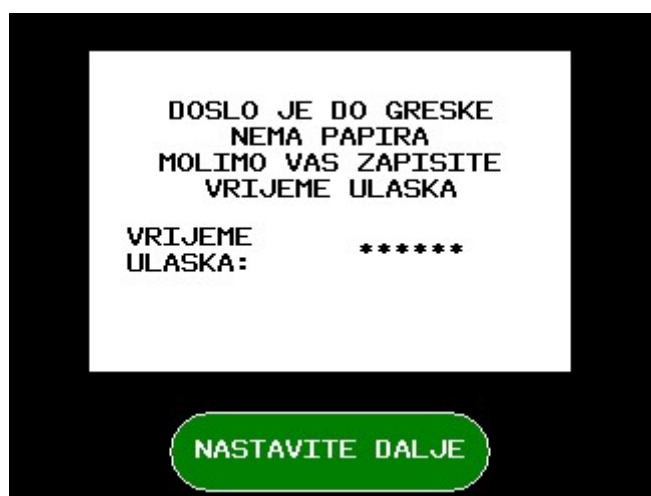 DOSLO JE DO GRESKE
NEMA PAPIRA
MOLIMO VAS ZAPISITE
VRIJEME ULASKA
VRIJEME
ULASKA:
******
NASTAVITE DALJE